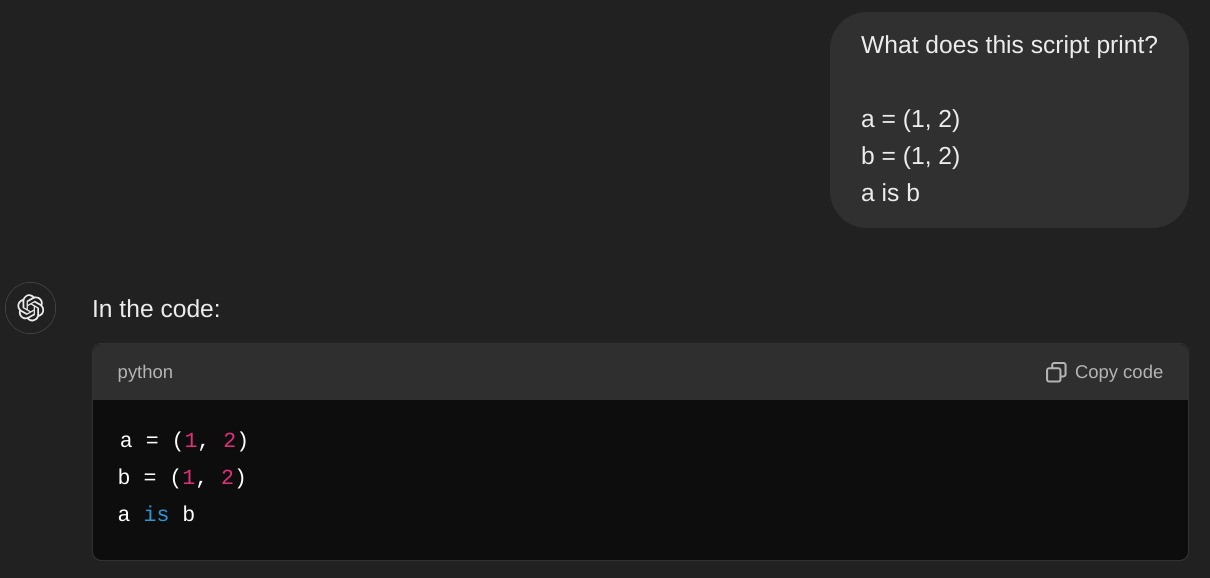 What does this script print?
a = (1, 2)
b = (1, 2)
a is b
In the code:
python
Copy code
a = (1, 2)
b = (1, 2)
a is b